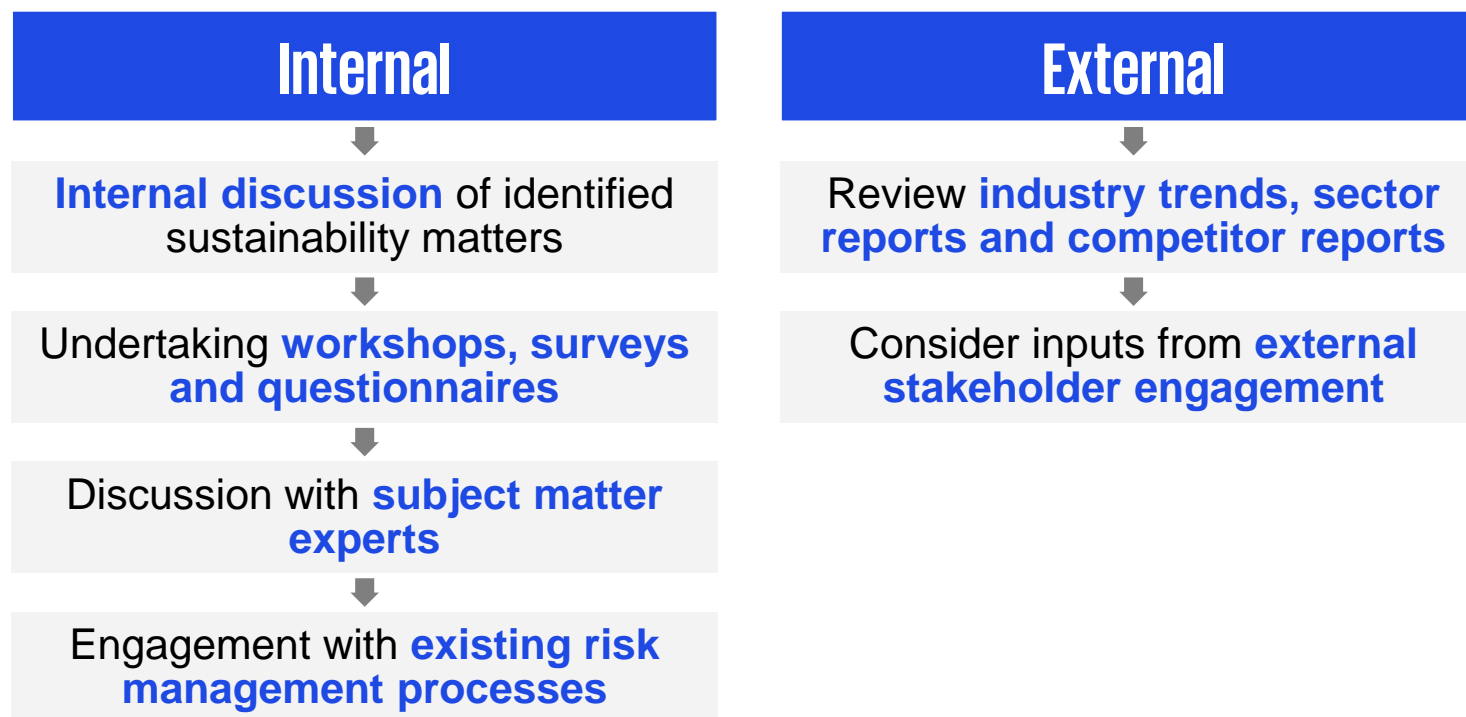 Internal
Internal discussion of identified
sustainability matters
Undertaking workshops, surveys
and questionnaires
Discussion with subject matter
experts
Engagement with existing risk
management processes
External
Review industry trends, sector
reports and competitor reports
Consider inputs from external
stakeholder engagement